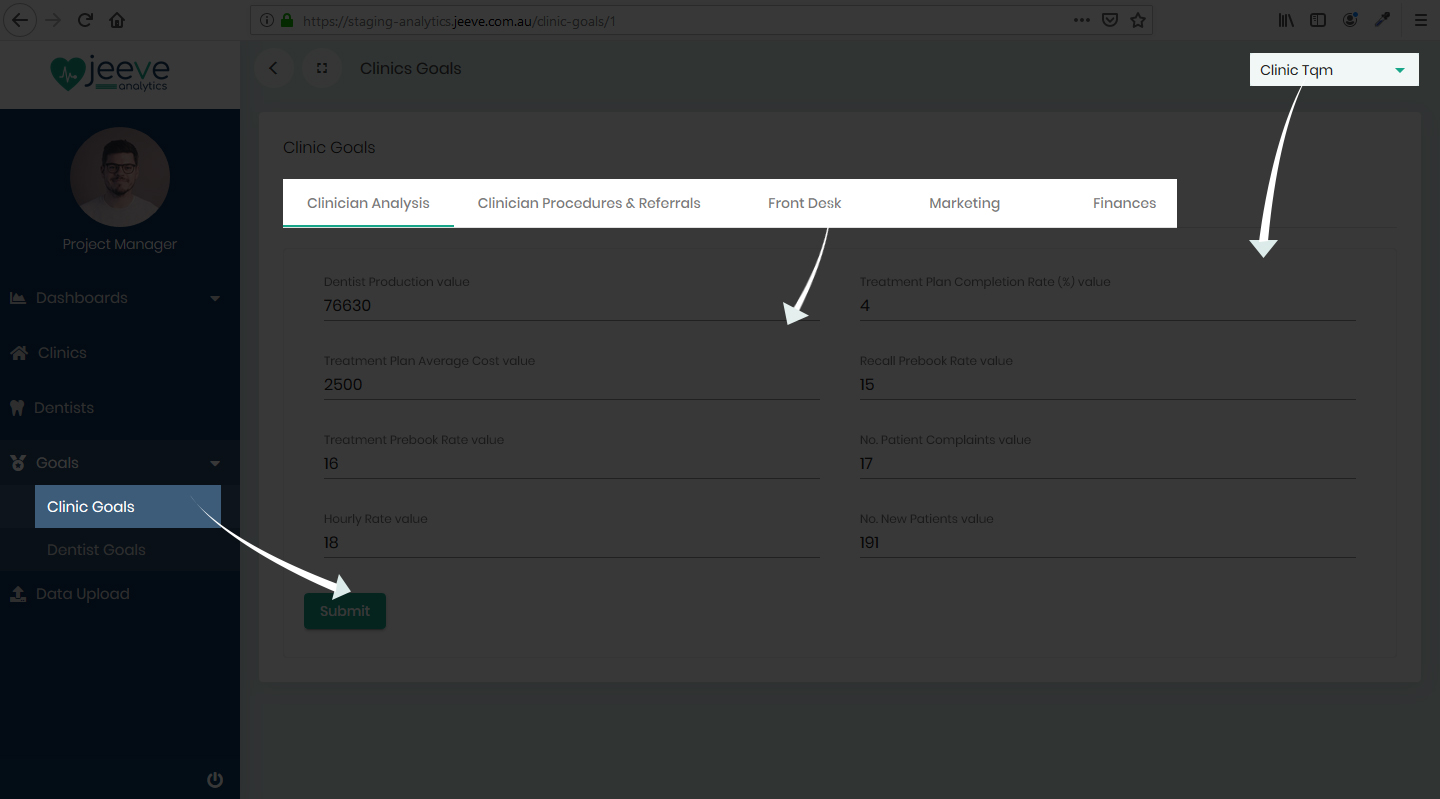 https://staging-analytics.jeeve.com.au/clinic-goals/1
jeeve
analytics
Clinics Goals
Clinic Tqm
Project Manager
Dashboards
Clinics
Dentists
Goals
Clinic Goals
Dentist Goals
Data Upload
Clinic Goals
Clinician Analysis
Clinician Procedures & Referrals
Front Desk
Marketing
Finances
Dentist Production value
76630
Treatment Plan Completion Rate (%) value
4
Treatment Plan Average Cost value
2500
Recall Prebook Rate value
15
Treatment Prebook Rate value
16
No. Patient Complaints value
17
Hourly Rate value
18
No. New Patients value
191
Submit